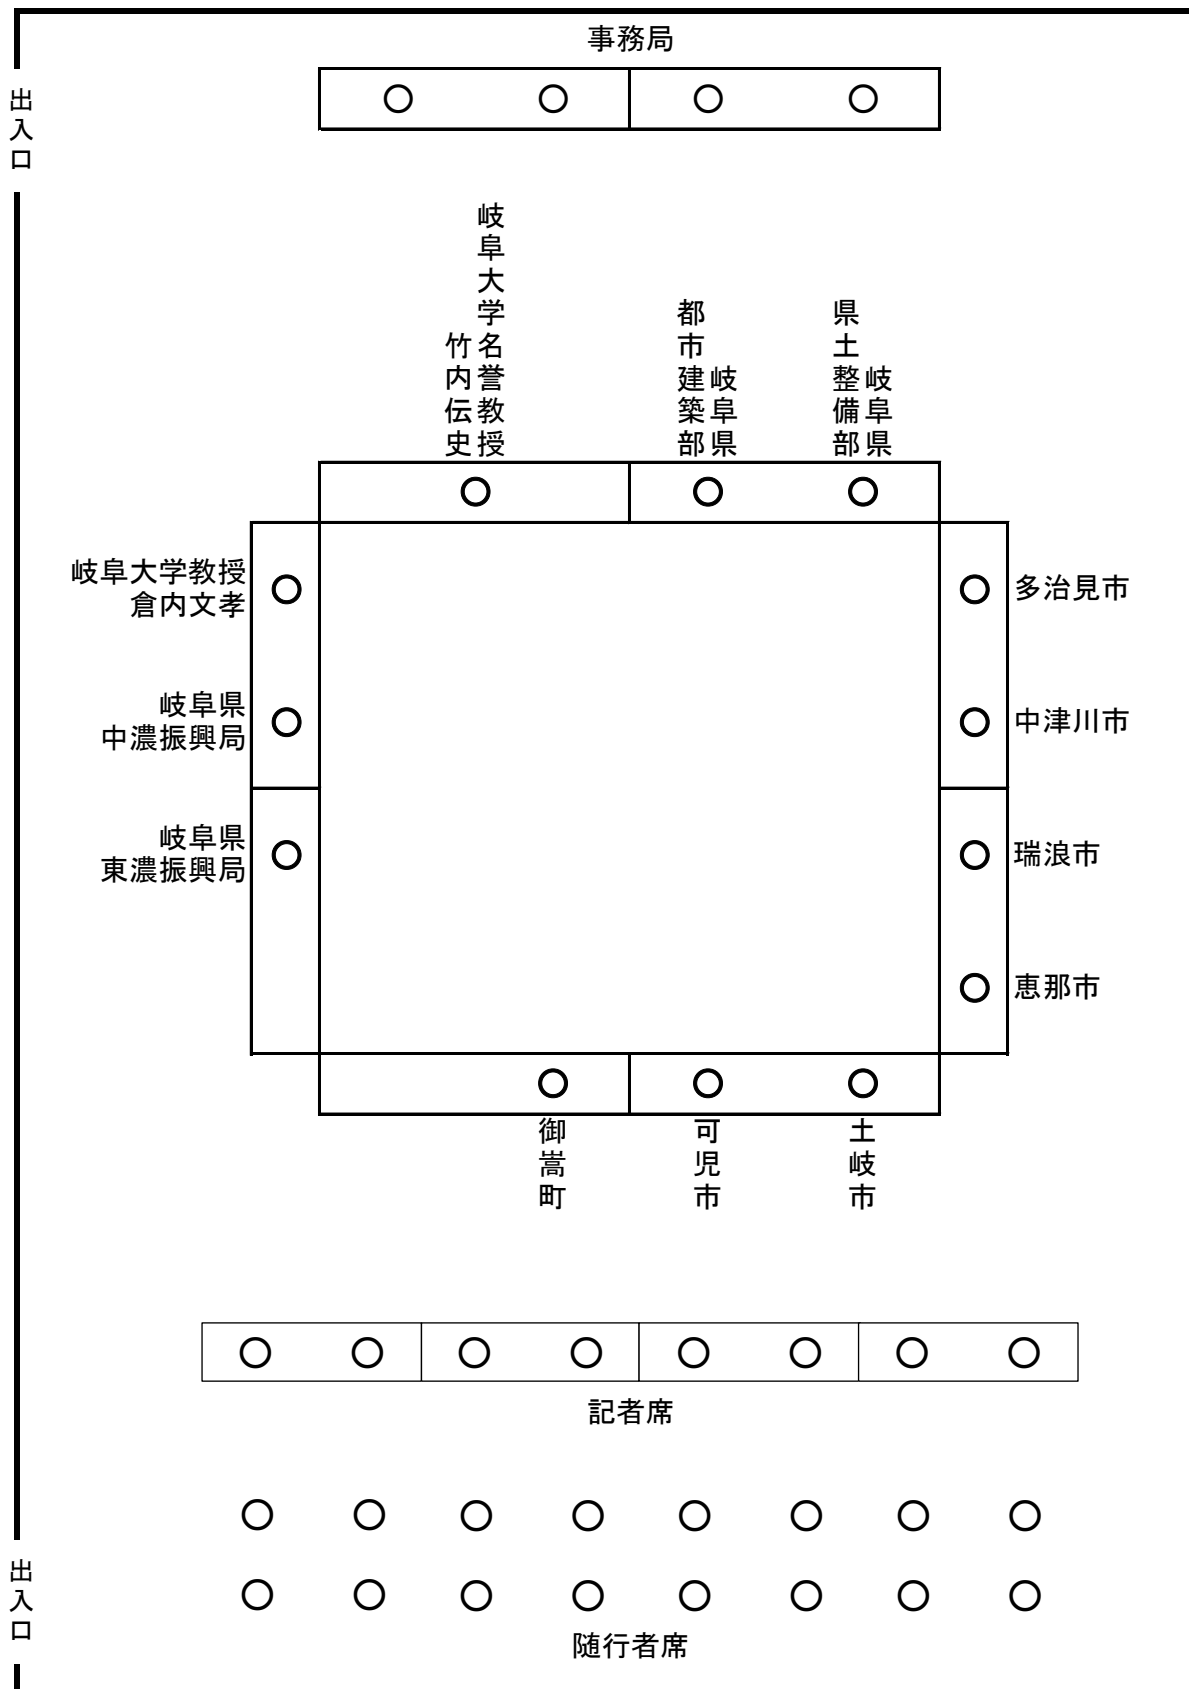 事務局
出入口
岐阜大学名誉教授
竹内伝史
岐阜県
都市建築部
岐阜県
県土整備部
岐阜大学教授
倉内文孝
多治見市
岐阜県
中濃振興局
中津川市
岐阜県
東濃振興局
瑞浪市
恵那市
御嵩町
可児市
土岐市
記者席
出入口
随行者席